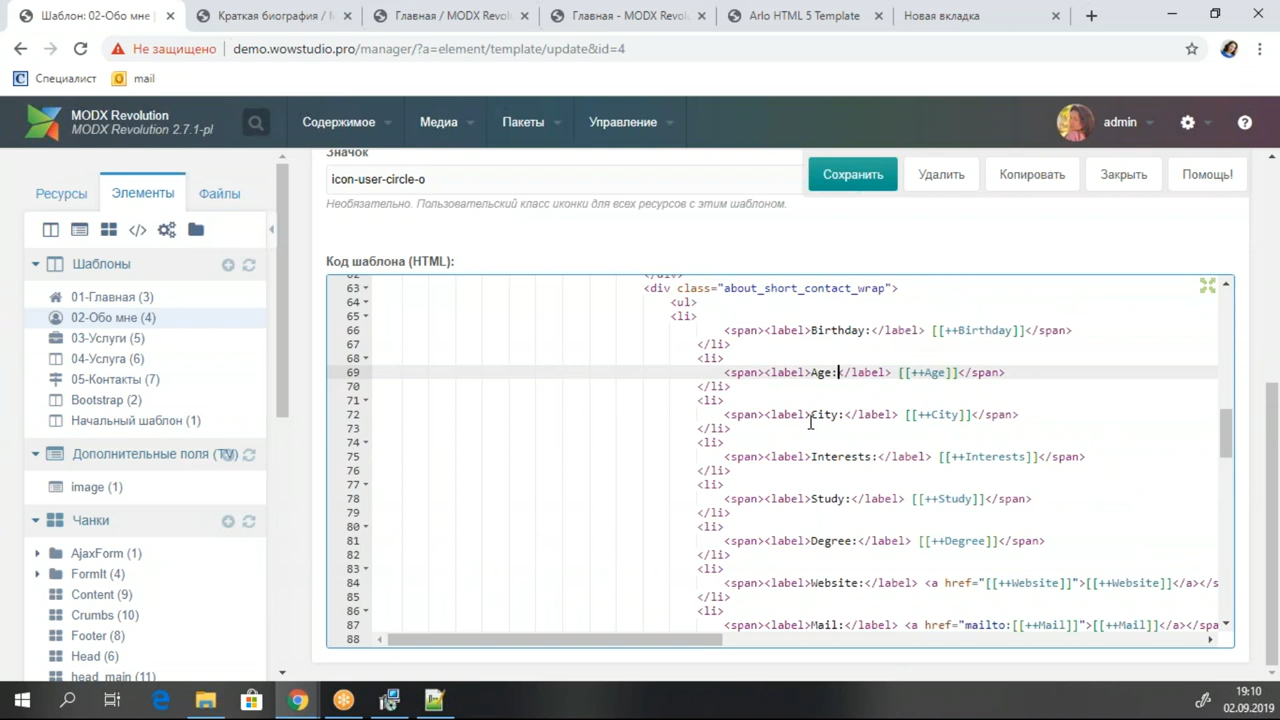 Шаблон: 02-Обо мне |
Краткая биография / M
Главная / MODX Revol
Главная - MODX Revolu
Arlo HTML 5 Template
Новая вкладка
Не защищено
demo.wowstudio.pro/manager/?a=element/template/update&id=4
Специалист
mail
MODX Revolution
MODX Revolution 2.7.1-pl
Содержимое
Медиа
Пакеты
Управление
admin
Ресурсы
Элементы
Файлы
Шаблоны
01-Главная (3)
02-Обо мне (4)
03-Услуги (5)
04-Услуга (6)
05-Контакты (7)
Bootstrap (2)
Начальный шаблон (1)
Дополнительные поля (TV)
image (1)
Чанки
AjaxForm (1)
FormIt (4)
Content (9)
Crumbs (10)
Footer (8)
Head (6)
head_main (11)
Значок
icon-user-circle-o
Сохранить
Удалить
Копировать
Закрыть
Помощь!
Необязательно. Пользовательский класс иконки для всех ресурсов с этим шаблоном.
Код шаблона (HTML):
62 </div>
63 <div class="about_short_contact_wrap">
64 <ul>
65 <li>
66 <span><label>Birthday:</label> [[++Birthday]]</span>
67 </li>
68 <li>
69 <span><label>Age:</label> [[++Age]]</span>
70 </li>
71 <li>
72 <span><label>City:</label> [[++City]]</span>
73 </li>
74 <li>
75 <span><label>Interests:</label> [[++Interests]]</span>
76 </li>
77 <li>
78 <span><label>Study:</label> [[++Study]]</span>
79 </li>
80 <li>
81 <span><label>Degree:</label> [[++Degree]]</span>
82 </li>
83 <li>
84 <span><label>Website:</label> <a href="[[++Website]]">[[++Website]]</a></s
85 </li>
86 <li>
87 <span><label>Mail:</label> <a href="mailto:[[++Mail]]">[[++Mail]]</a></spa
88
19:10
02.09.2019